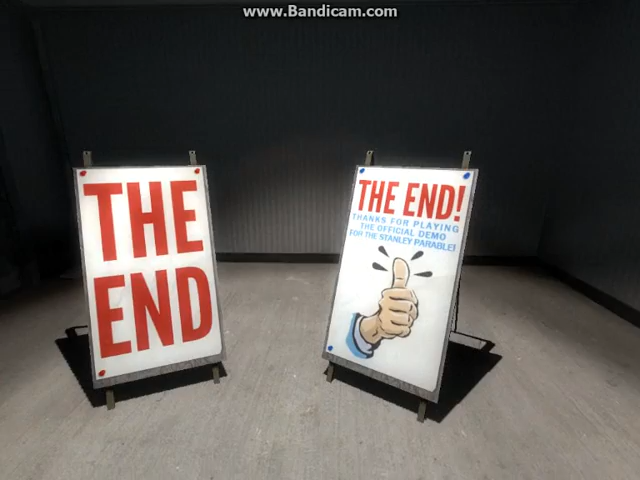 www.Bandicam.com
THE
END
THE END!
THANKS FOR PLAYING
THE OFFICIAL DEMO
FOR THE STANLEY PARABLE!